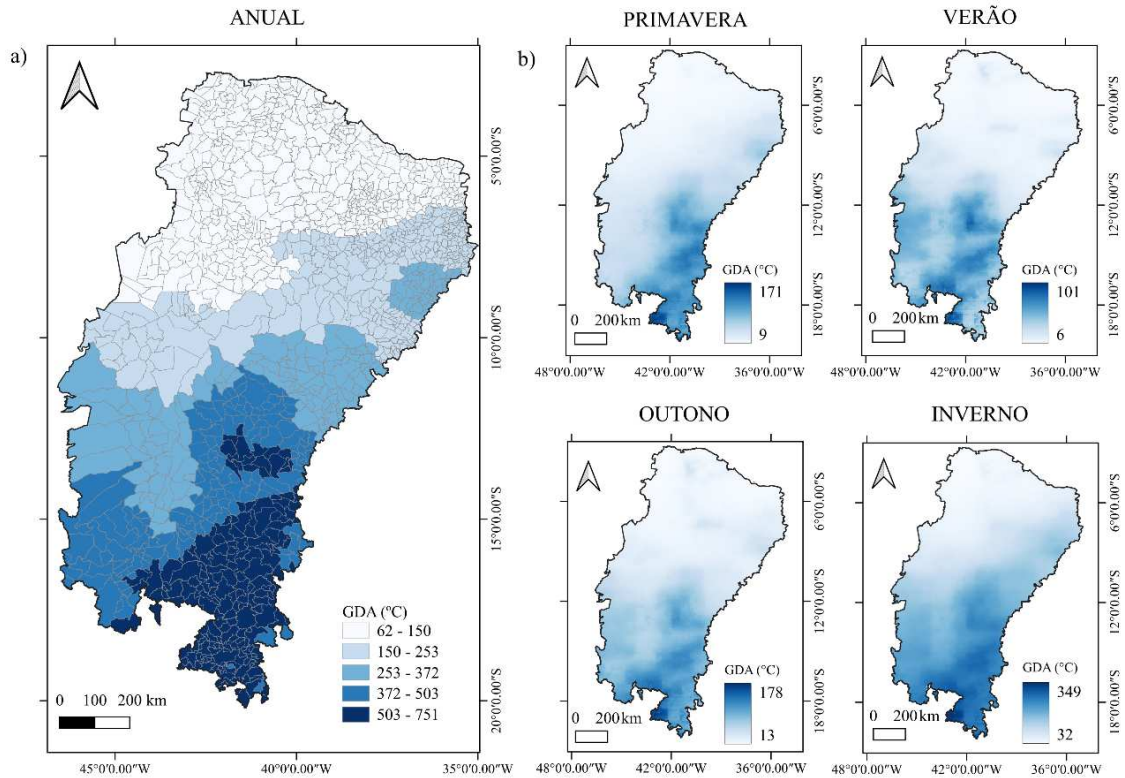 ANUAL
a)
5°0'0.00"S
10°0'0.00"S
15°0'0.00"S
20°0'0.00"S
GDA (°C)
62 - 150
150 - 253
253 - 372
372 - 503
503 - 751
0 100 200 km
45°0'0.00"W 40°0'0.00"W 35°0'0.00"W
b)
PRIMAVERA
6°0'0.00"S
12°0'0.00"S
18°0'0.00"S
GDA (°C)
171
9
0 200 km
48°0'0.00"W 42°0'0.00"W 36°0'0.00"W
VERÃO
6°0'0.00"S
12°0'0.00"S
18°0'0.00"S
GDA (°C)
101
6
0 200 km
48°0'0.00"W 42°0'0.00"W 36°0'0.00"W
OUTONO
6°0'0.00"S
12°0'0.00"S
18°0'0.00"S
GDA (°C)
178
13
0 200 km
48°0'0.00"W 42°0'0.00"W 36°0'0.00"W
INVERNO
6°0'0.00"S
12°0'0.00"S
18°0'0.00"S
GDA (°C)
349
32
0 200 km
48°0'0.00"W 42°0'0.00"W 36°0'0.00"W